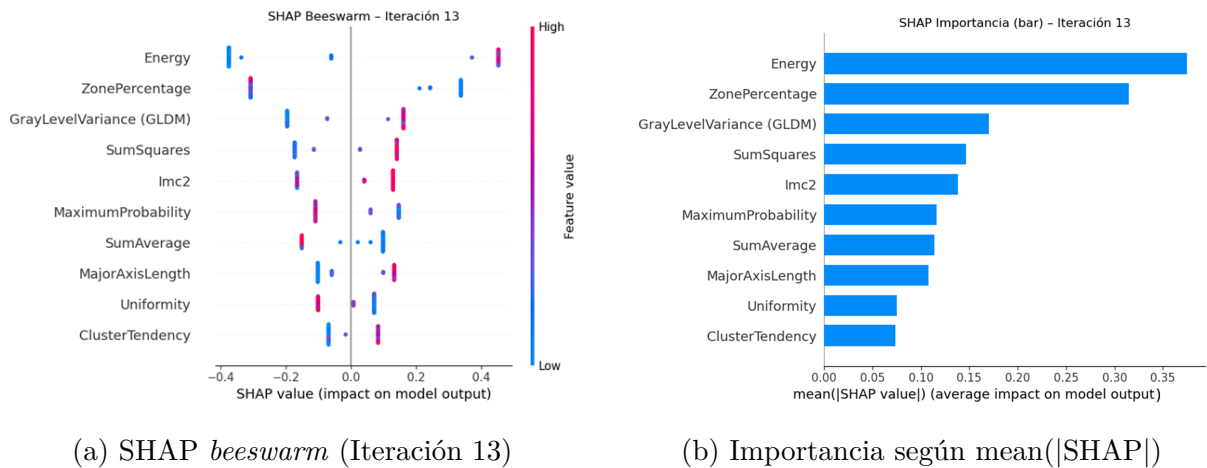 SHAP Beeswarm – Iteración 13
High
Energy
ZonePercentage
GrayLevelVariance (GLDM)
SumSquares
Imc2
MaximumProbability
SumAverage
MajorAxisLength
Uniformity
ClusterTendency
Feature value
Low
−0.4 −0.2 0.0 0.2 0.4
SHAP value (impact on model output)
(a) SHAP beeswarm (Iteración 13)
SHAP Importancia (bar) – Iteración 13
Energy
ZonePercentage
GrayLevelVariance (GLDM)
SumSquares
Imc2
MaximumProbability
SumAverage
MajorAxisLength
Uniformity
ClusterTendency
0.00 0.05 0.10 0.15 0.20 0.25 0.30 0.35
mean(|SHAP value|) (average impact on model output)
(b) Importancia según mean(|SHAP|)